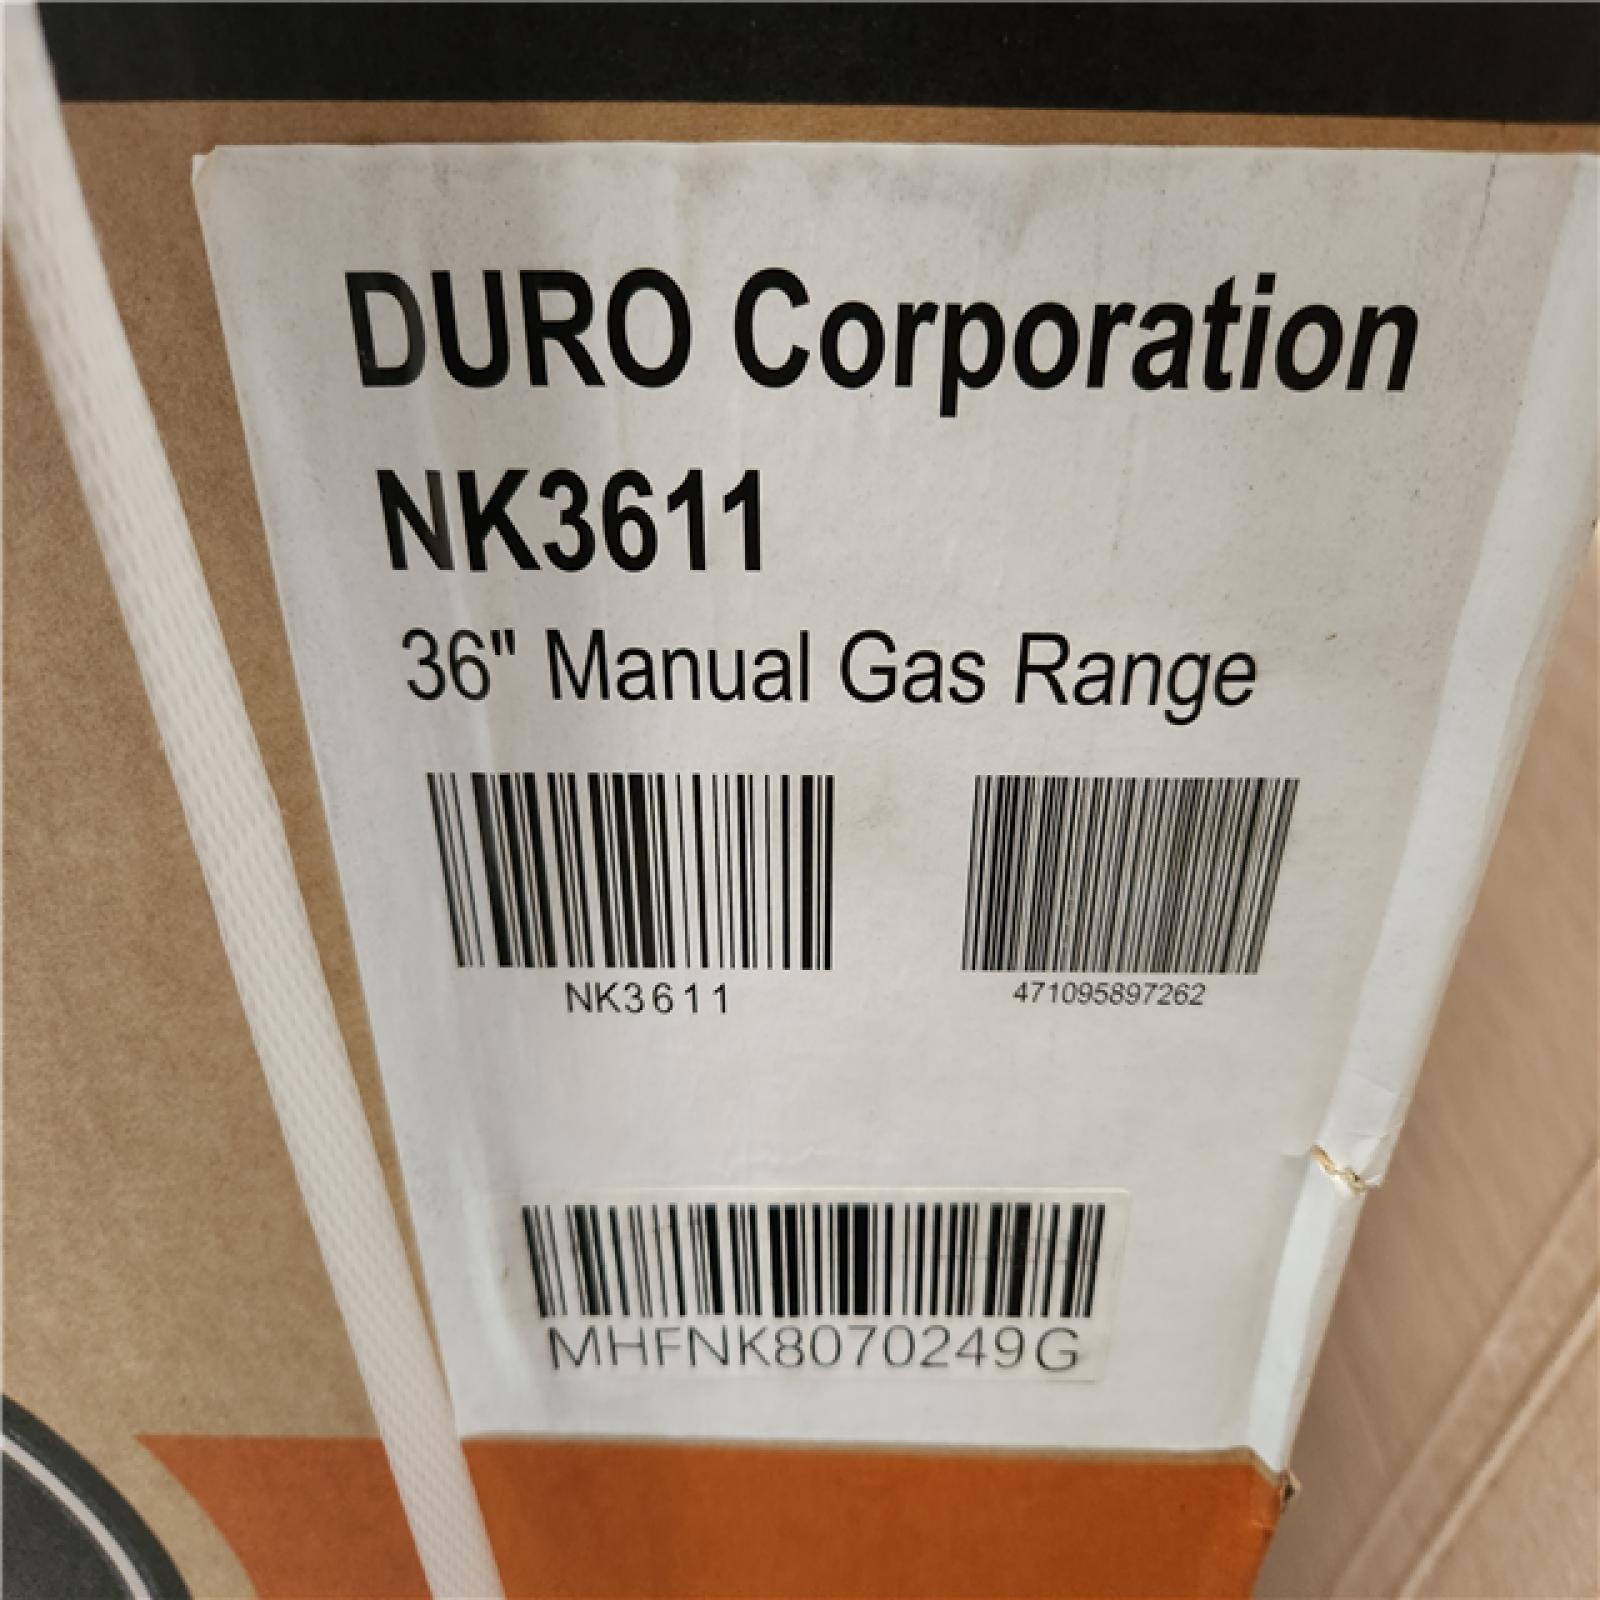 DURO Corporation
NK3611
36" Manual Gas Range
NK3611
471095897262
MHFNK8070249G